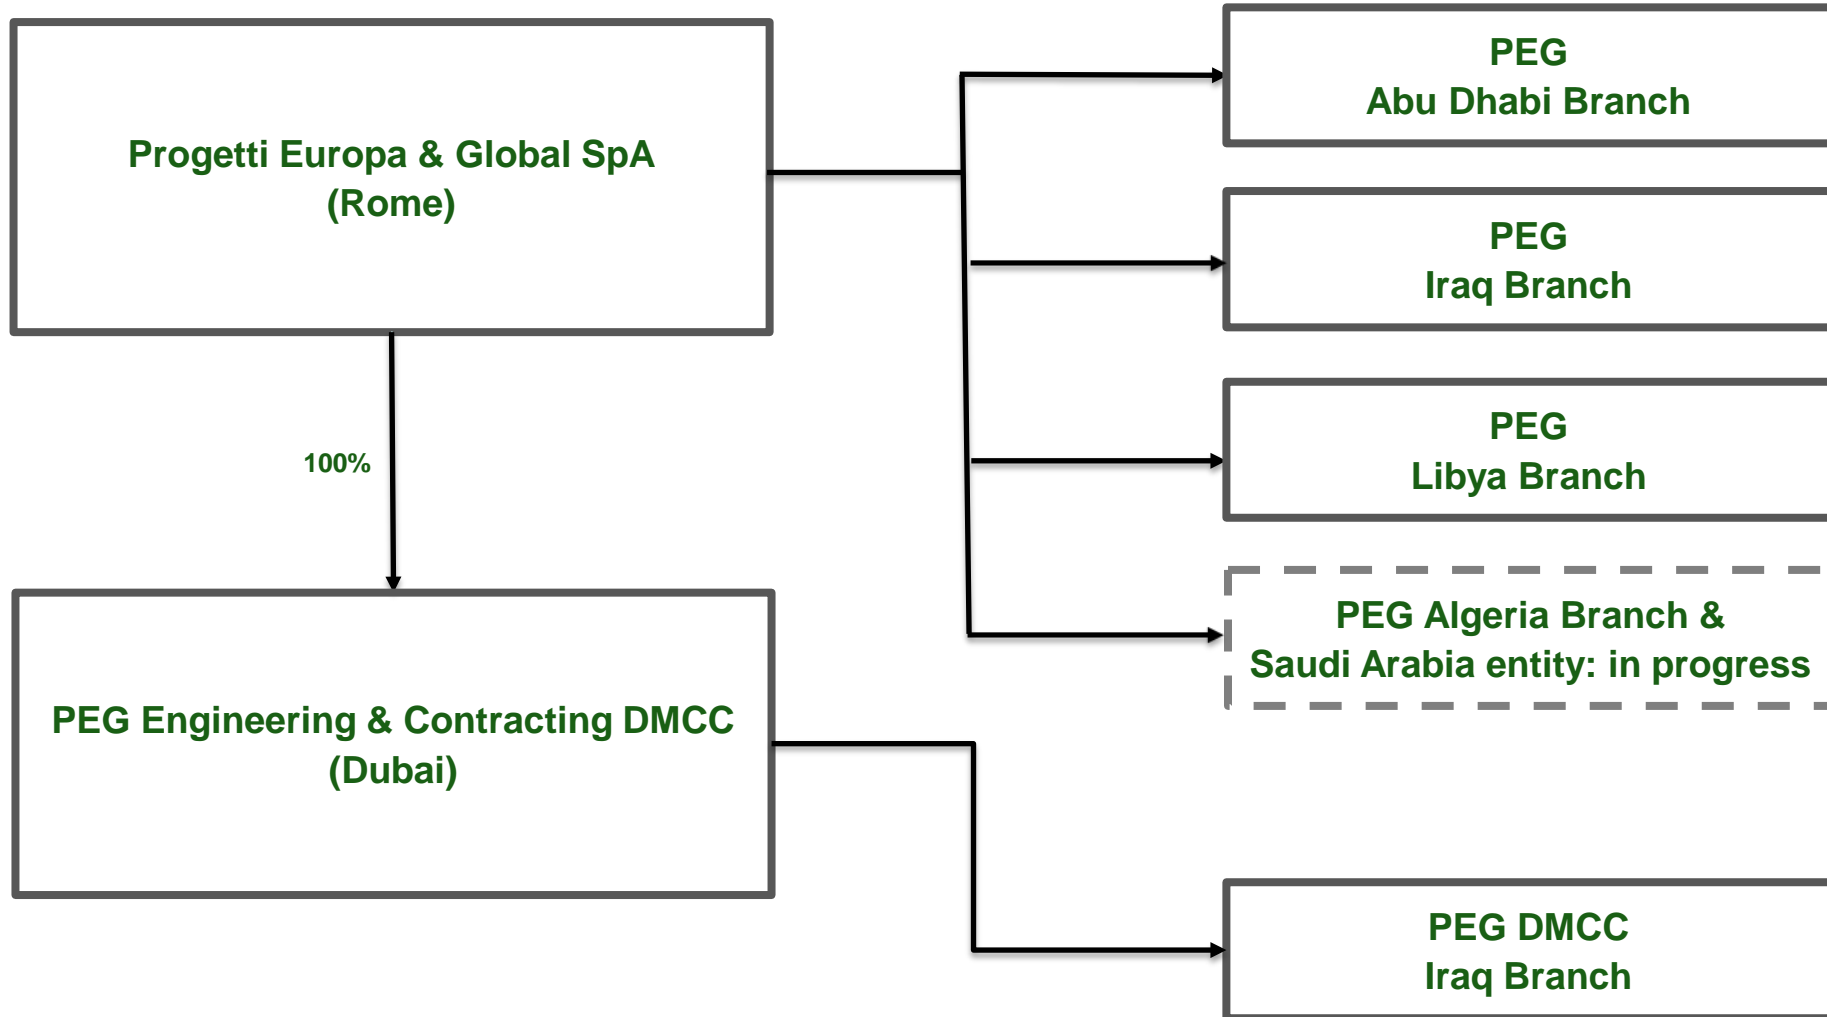 Progetti Europa & Global SpA
(Rome)
100%
PEG Engineering & Contracting DMCC
(Dubai)
PEG
Abu Dhabi Branch
PEG
Iraq Branch
PEG
Libya Branch
PEG Algeria Branch &
Saudi Arabia entity: in progress
PEG DMCC
Iraq Branch